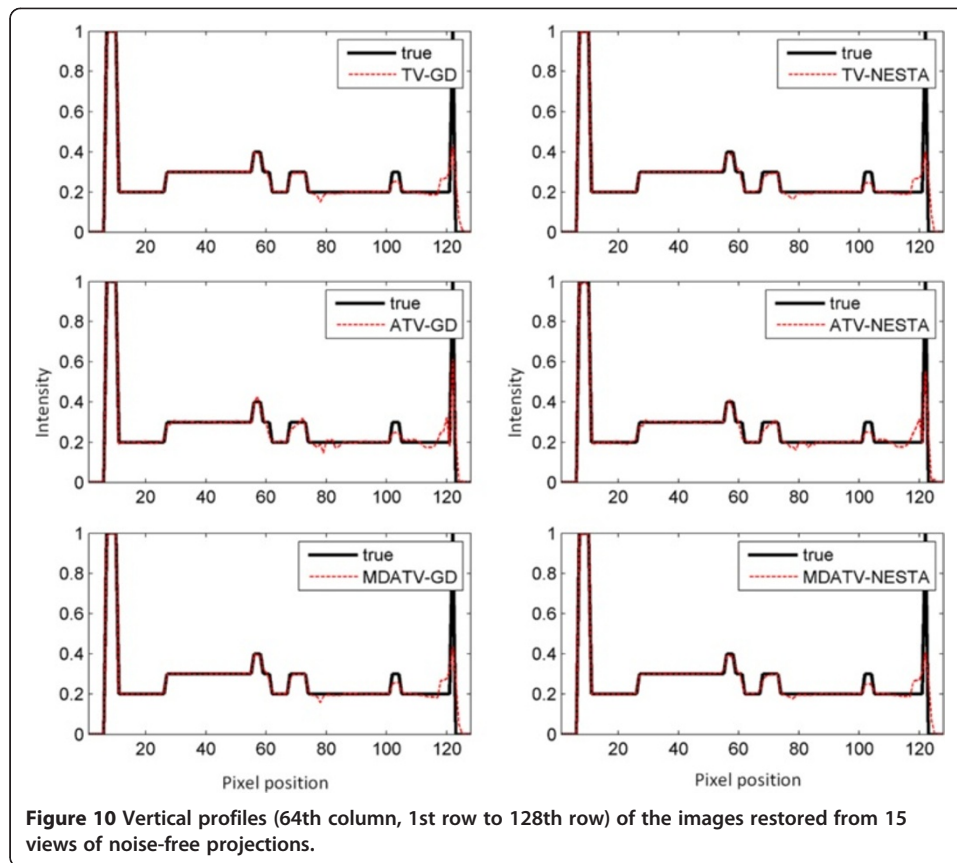 1
0.8
0.6
0.4
0.2
0
20 40 60 80 100 120
true
TV-GD
1
0.8
0.6
0.4
0.2
0
20 40 60 80 100 120
true
TV-NESTA
Intensity
1
0.8
0.6
0.4
0.2
0
20 40 60 80 100 120
true
ATV-GD
Intensity
1
0.8
0.6
0.4
0.2
0
20 40 60 80 100 120
true
ATV-NESTA
1
0.8
0.6
0.4
0.2
0
20 40 60 80 100 120
true
MDATV-GD
Pixel position
1
0.8
0.6
0.4
0.2
0
20 40 60 80 100 120
true
MDATV-NESTA
Pixel position
Figure 10 Vertical profiles (64th column, 1st row to 128th row) of the images restored from 15
views of noise-free projections.